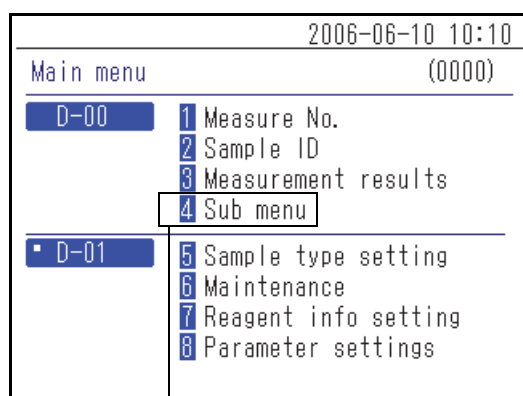 2006-06-10 10:10
Main menu (0000)
D-00 1 Measure No.
2 Sample ID
3 Measurement results
4 Sub menu
▪ D-01 5 Sample type setting
6 Maintenance
7 Reagent info setting
8 Parameter settings